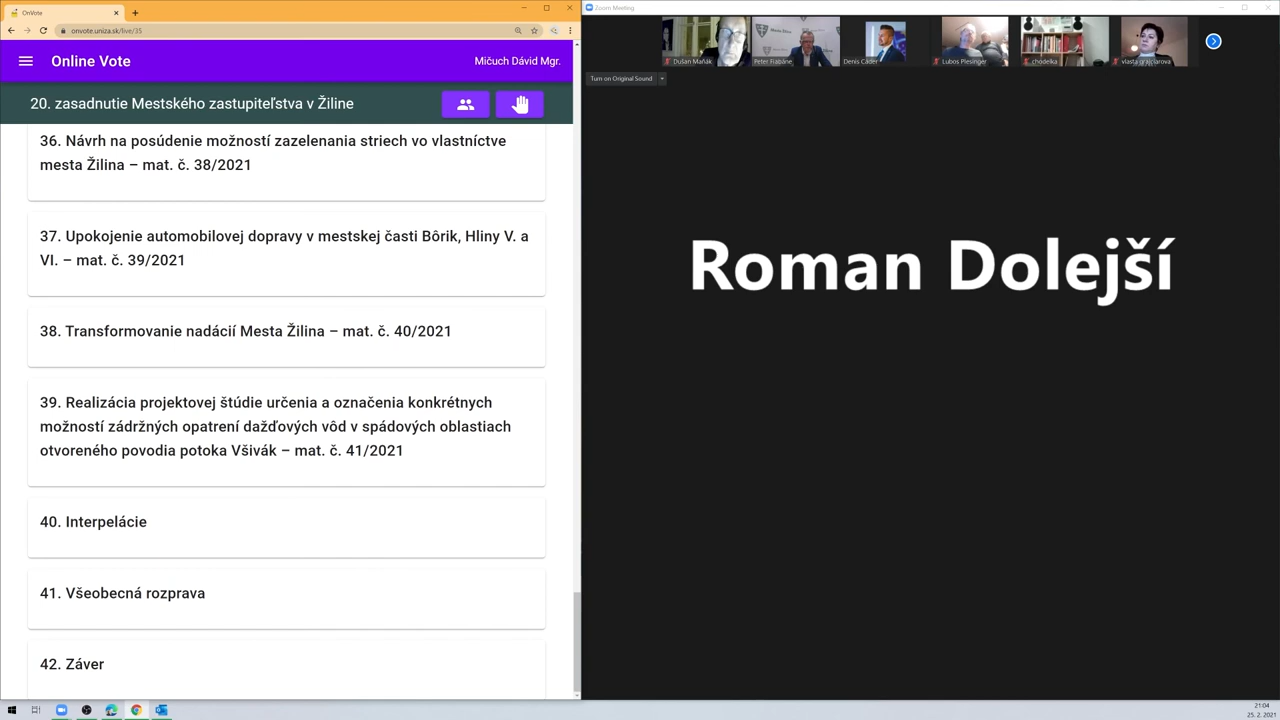 OnVote
onvote.uniza.sk/live/35
Online Vote
Mičuch Dávid Mgr.
20. zasadnutie Mestského zastupiteľstva v Žiline
36. Návrh na posúdenie možností zazelenania striech vo vlastníctve
mesta Žilina – mat. č. 38/2021
37. Upokojenie automobilovej dopravy v mestskej časti Bôrik, Hliny V. a
VI. – mat. č. 39/2021
38. Transformovanie nadácií Mesta Žilina – mat. č. 40/2021
39. Realizácia projektovej štúdie určenia a označenia konkrétnych
možností zádržných opatrení dažďových vôd v spádových oblastiach
otvoreného povodia potoka Všivák – mat. č. 41/2021
40. Interpelácie
41. Všeobecná rozprava
42. Záver
Zoom Meeting
Dušan Maňák
Peter Fiabáne
Denis Cáder
Lubos Plesinger
chodelka
vlasta
Turn on Original Sound
Roman Dolejší
21:04
25. 2. 2021